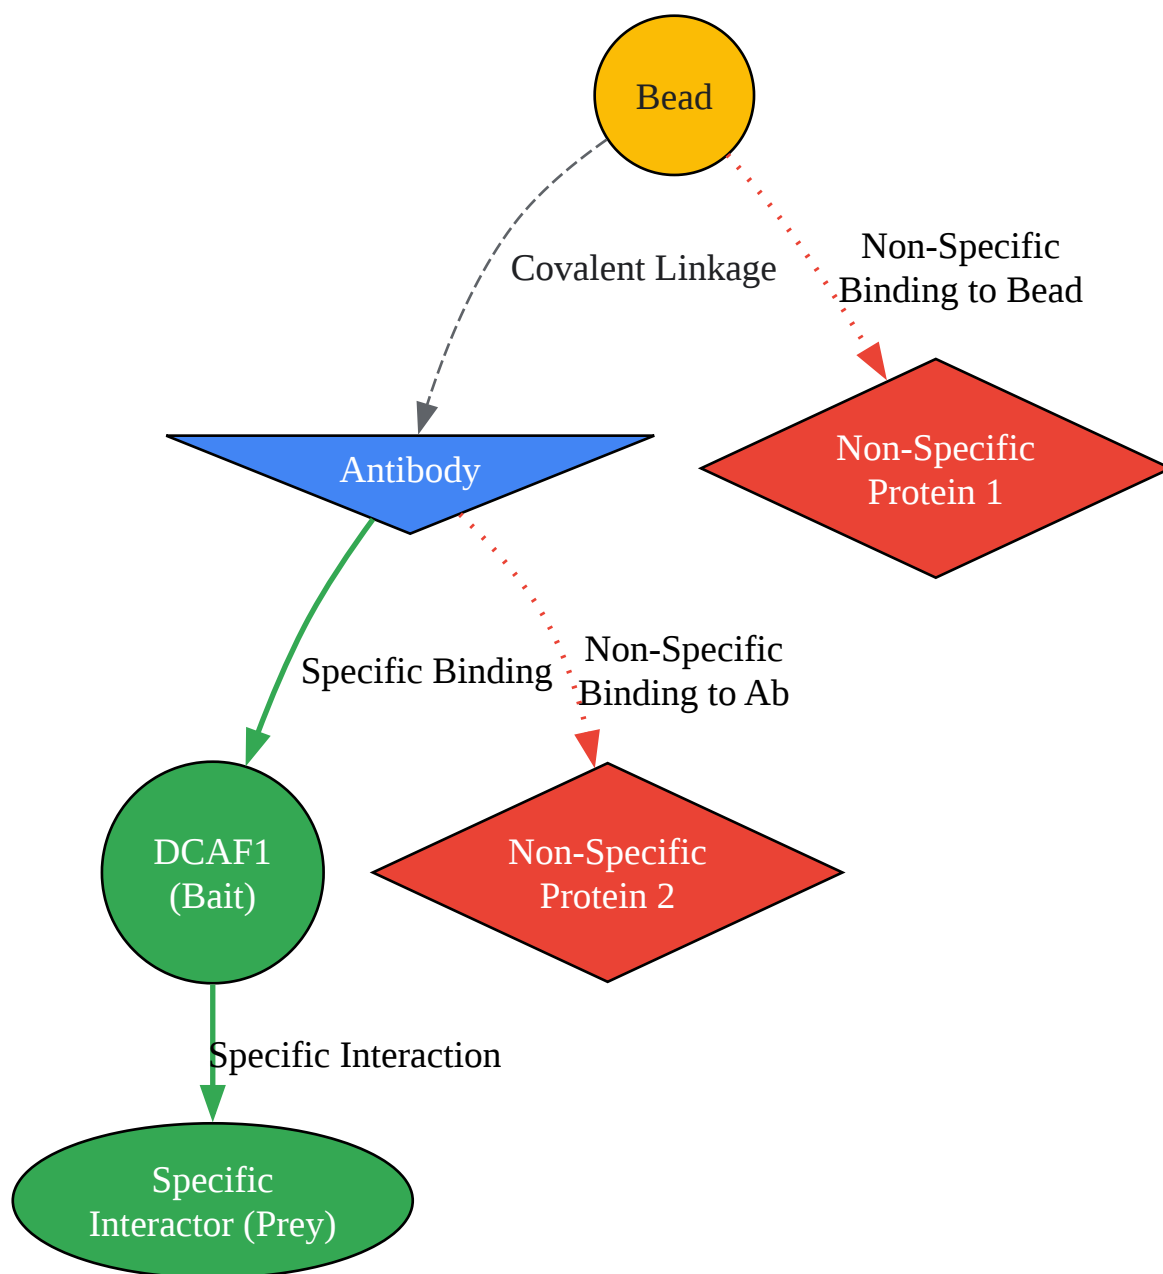 Bead
Covalent Linkage
Non-Specific
Binding to Bead
Antibody
Non-Specific
Protein 1
Specific Binding
Non-Specific
Binding to Ab
DCAF1
(Bait)
Non-Specific
Protein 2
Specific Interaction
Specific
Interactor (Prey)